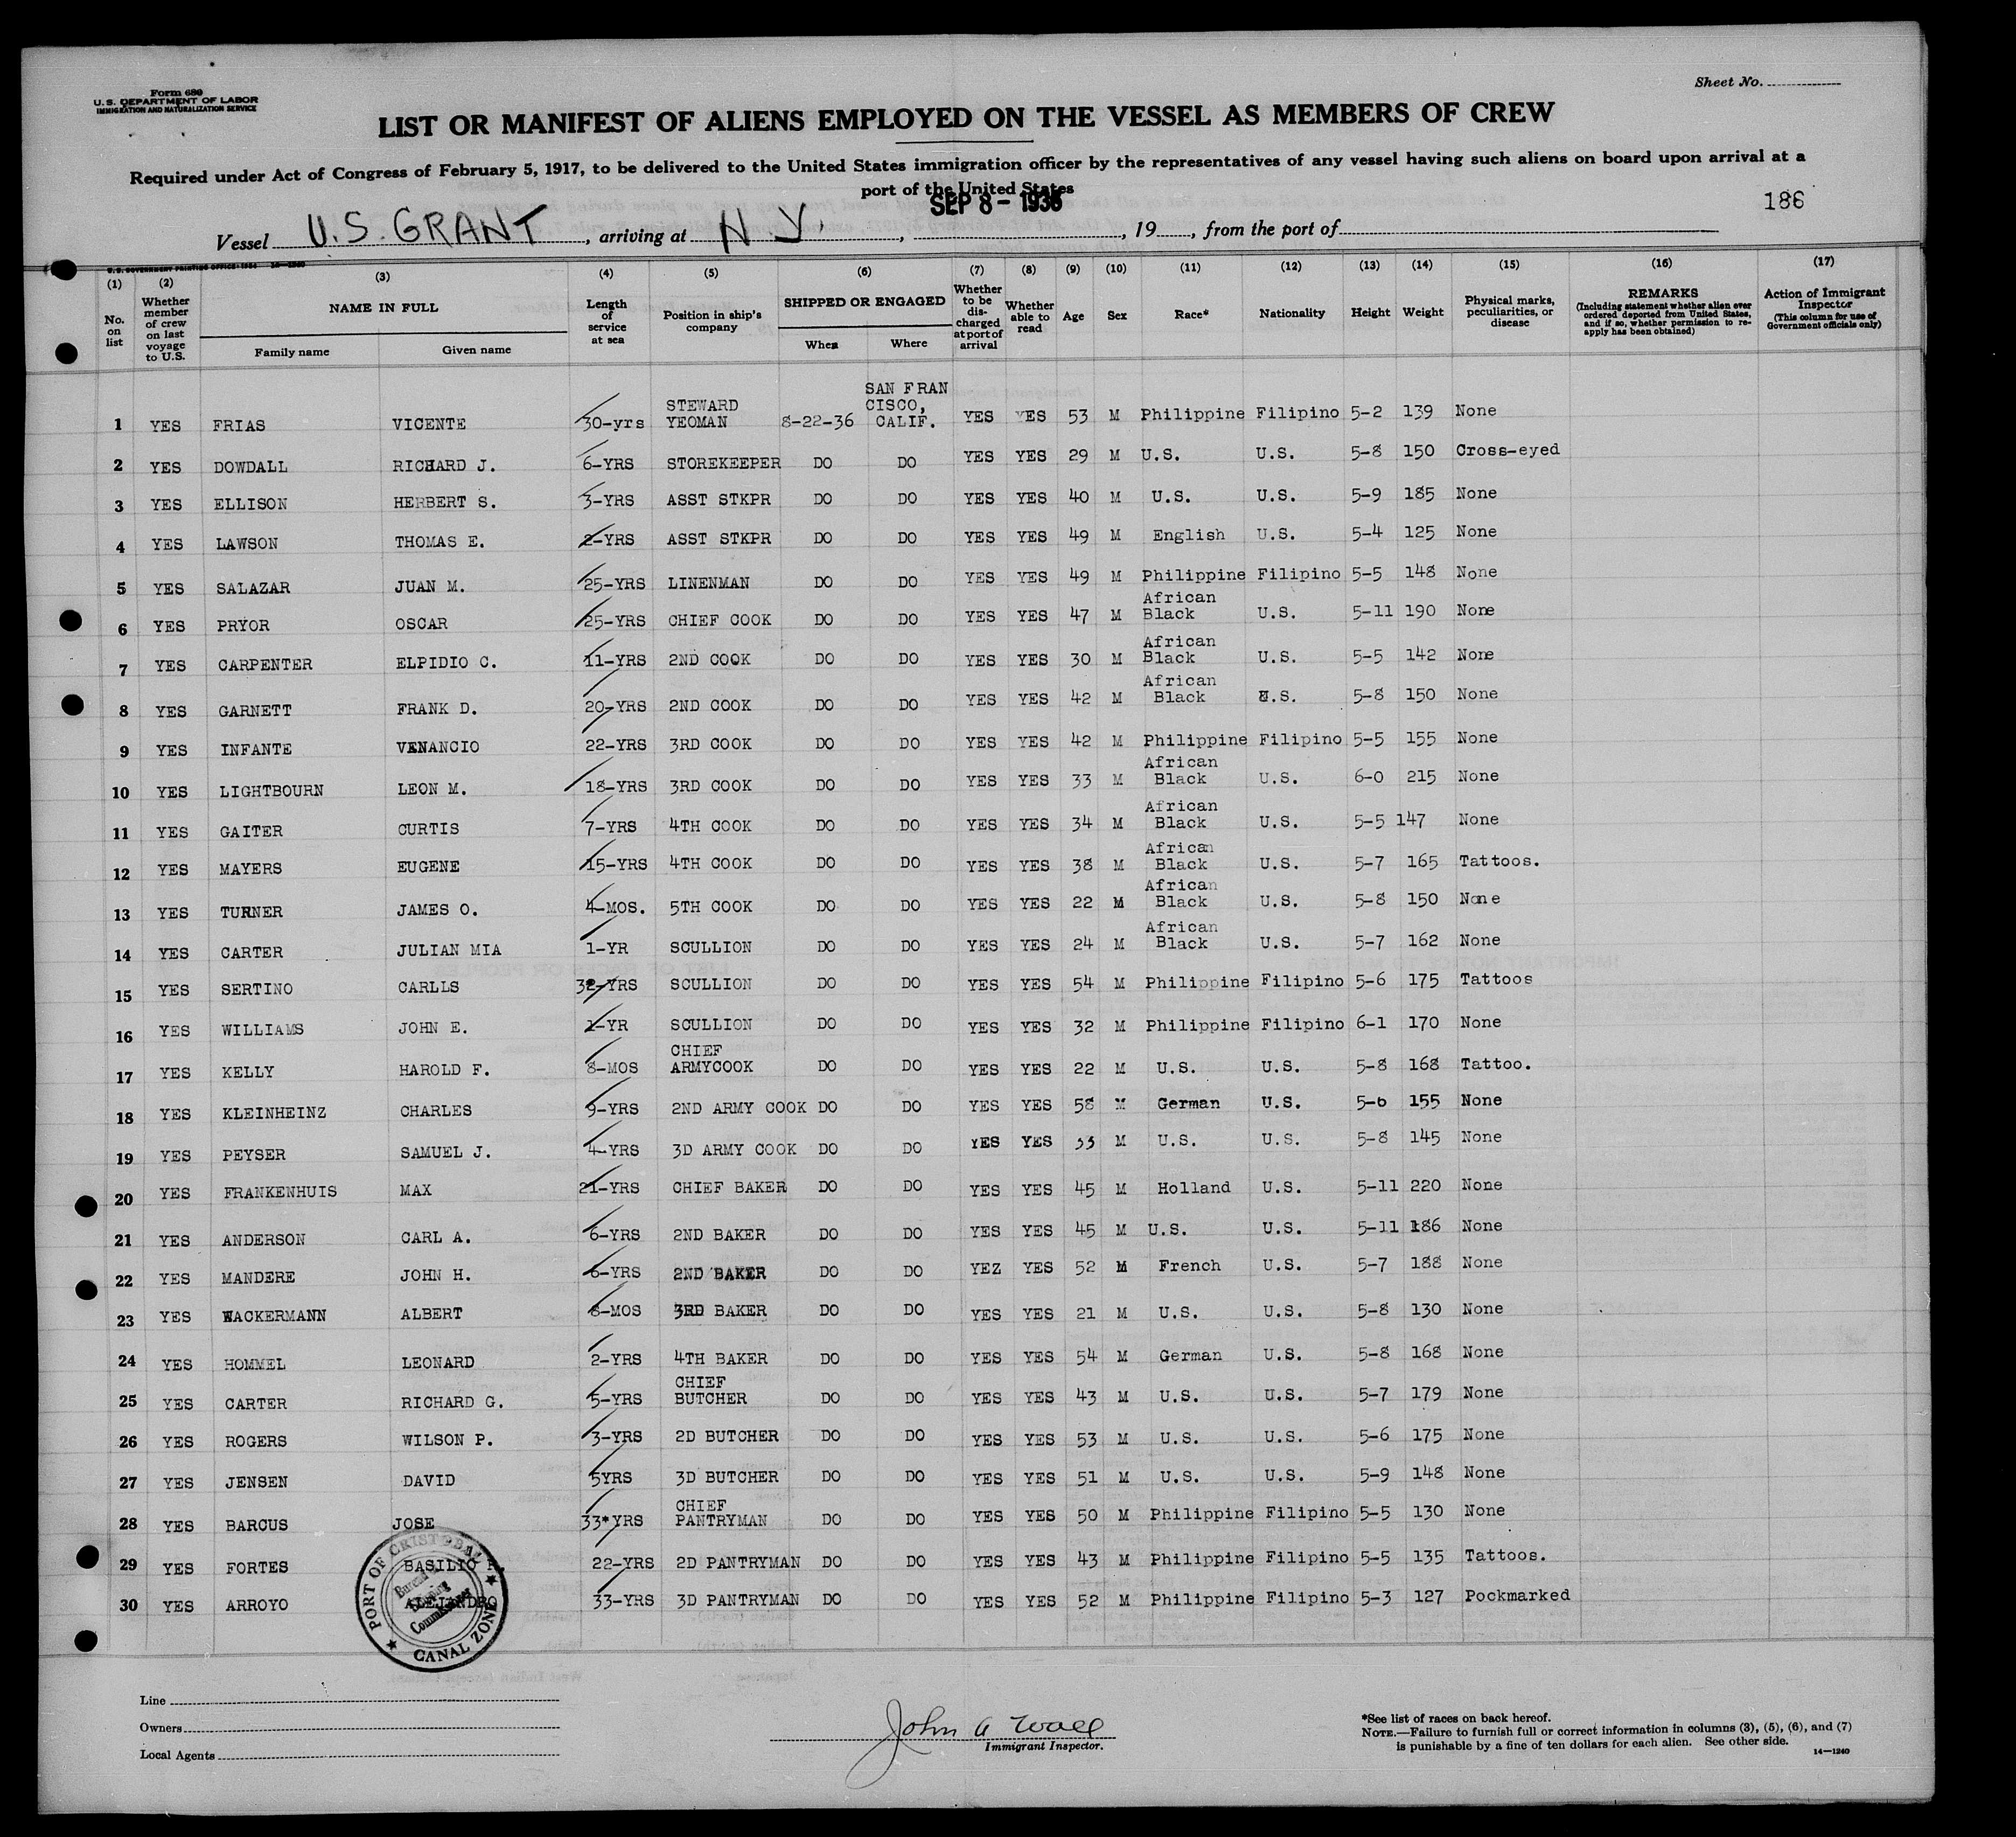 Form 689
U. S. DEPARTMENT OF LABOR
IMMIGRATION AND NATURALIZATION SERVICE
Sheet No.
LIST OR MANIFEST OF ALIENS EMPLOYED ON THE VESSEL AS MEMBERS OF CREW
Required under Act of Congress of February 5, 1917, to be delivered to the United States immigration officer by the representatives of any vessel having such aliens on board upon arrival at a
port of the United States
SEP 8 - 1936
186
Vessel U.S. GRANT, arriving at N.Y., , 19 , from the port of
(1) (2) (3) (4) (5) (6) (7) (8) (9) (10) (11) (12) (13) (14) (15) (16) (17)
No. on list Whether member of crew on last voyage to U.S. NAME IN FULL Family name Given name Length of service at sea Position in ship's company SHIPPED OR ENGAGED When Where Whether to be discharged at port of arrival Whether able to read Age Sex Race* Nationality Height Weight Physical marks, peculiarities, or disease REMARKS (Including statement whether alien ever ordered deported from United States, and if so, whether permission to reapply has been obtained) Action of Immigrant Inspector (This column for use of Government officials only)
1 YES FRIAS VICENTE 30-yrs STEWARD YEOMAN 8-22-36 SAN FRAN CISCO, CALIF. YES YES 53 M Philippine Filipino 5-2 139 None
2 YES DOWDALL RICHARD J. 6-YRS STOREKEEPER DO DO YES YES 29 M U.S. U.S. 5-8 150 Cross-eyed
3 YES ELLISON HERBERT S. 3-YRS ASST STKPR DO DO YES YES 40 M U.S. U.S. 5-9 185 None
4 YES LAWSON THOMAS E. 2-YRS ASST STKPR DO DO YES YES 49 M English U.S. 5-4 125 None
5 YES SALAZAR JUAN M. 25-YRS LINENMAN DO DO YES YES 49 M Philippine Filipino 5-5 148 None
6 YES PRYOR OSCAR 25-YRS CHIEF COOK DO DO YES YES 47 M African Black U.S. 5-11 190 None
7 YES CARPENTER ELPIDIO C. 11-YRS 2ND COOK DO DO YES YES 30 M African Black U.S. 5-5 142 None
8 YES GARNETT FRANK D. 20-YRS 2ND COOK DO DO YES YES 42 M African Black U.S. 5-8 150 None
9 YES INFANTE VENANCIO 22-YRS 3RD COOK DO DO YES YES 42 M Philippine Filipino 5-5 155 None
10 YES LIGHTBOURN LEON M. 18-YRS 3RD COOK DO DO YES YES 33 M African Black U.S. 6-0 215 None
11 YES GAITER CURTIS 7-YRS 4TH COOK DO DO YES YES 34 M African Black U.S. 5-5 147 None
12 YES MAYERS EUGENE 15-YRS 4TH COOK DO DO YES YES 38 M African Black U.S. 5-7 165 Tattoos.
13 YES TURNER JAMES O. 4-MOS. 5TH COOK DO DO YES YES 22 M African Black U.S. 5-8 150 None
14 YES CARTER JULIAN MIA 1-YR SCULLION DO DO YES YES 24 M African Black U.S. 5-7 162 None
15 YES SERTINO CARLLS 32-YRS SCULLION DO DO YES YES 54 M Philippine Filipino 5-6 175 Tattoos
16 YES WILLIAMS JOHN E. 1-YR SCULLION DO DO YES YES 32 M Philippine Filipino 6-1 170 None
17 YES KELLY HAROLD F. 8-MOS CHIEF ARMYCOOK DO DO YES YES 22 M U.S. U.S. 5-8 168 Tattoo.
18 YES KLEINHEINZ CHARLES 9-YRS 2ND ARMY COOK DO DO YES YES 58 M German U.S. 5-6 155 None
19 YES PEYSER SAMUEL J. 4-YRS 3D ARMY COOK DO DO YES YES 33 M U.S. U.S. 5-8 145 None
20 YES FRANKENHUIS MAX 21-YRS CHIEF BAKER DO DO YES YES 45 M Holland U.S. 5-11 220 None
21 YES ANDERSON CARL A. 6-YRS 2ND BAKER DO DO YES YES 45 M U.S. U.S. 5-11 186 None
22 YES MANDERE JOHN H. 6-YRS 2ND BAKER DO DO YEZ YES 52 M French U.S. 5-7 188 None
23 YES WACKERMANN ALBERT 8-MOS 3RD BAKER DO DO YES YES 21 M U.S. U.S. 5-8 130 None
24 YES HOMMEL LEONARD 2-YRS 4TH BAKER DO DO YES YES 54 M German U.S. 5-8 168 None
25 YES CARTER RICHARD G. 5-YRS CHIEF BUTCHER DO DO YES YES 43 M U.S. U.S. 5-7 179 None
26 YES ROGERS WILSON P. 3-YRS 2D BUTCHER DO DO YES YES 53 M U.S. U.S. 5-6 175 None
27 YES JENSEN DAVID 5YRS 3D BUTCHER DO DO YES YES 51 M U.S. U.S. 5-9 148 None
28 YES BARCUS JOSE 33*YRS CHIEF PANTRYMAN DO DO YES YES 50 M Philippine Filipino 5-5 130 None
29 YES FORTES BASILIO 22-YRS 2D PANTRYMAN DO DO YES YES 43 M Philippine Filipino 5-5 135 Tattoos.
30 YES ARROYO ALEJANDRO 33-YRS 3D PANTRYMAN DO DO YES YES 52 M Philippine Filipino 5-3 127 Pockmarked
PORT OF CRISTOBAL
Shipping Commissioner
CANAL ZONE
Line
Owners
Local Agents
John A Wall
Immigrant Inspector.
*See list of races on back hereof.
NOTE.—Failure to furnish full or correct information in columns (3), (5), (6), and (7)
is punishable by a fine of ten dollars for each alien. See other side.
14—1240